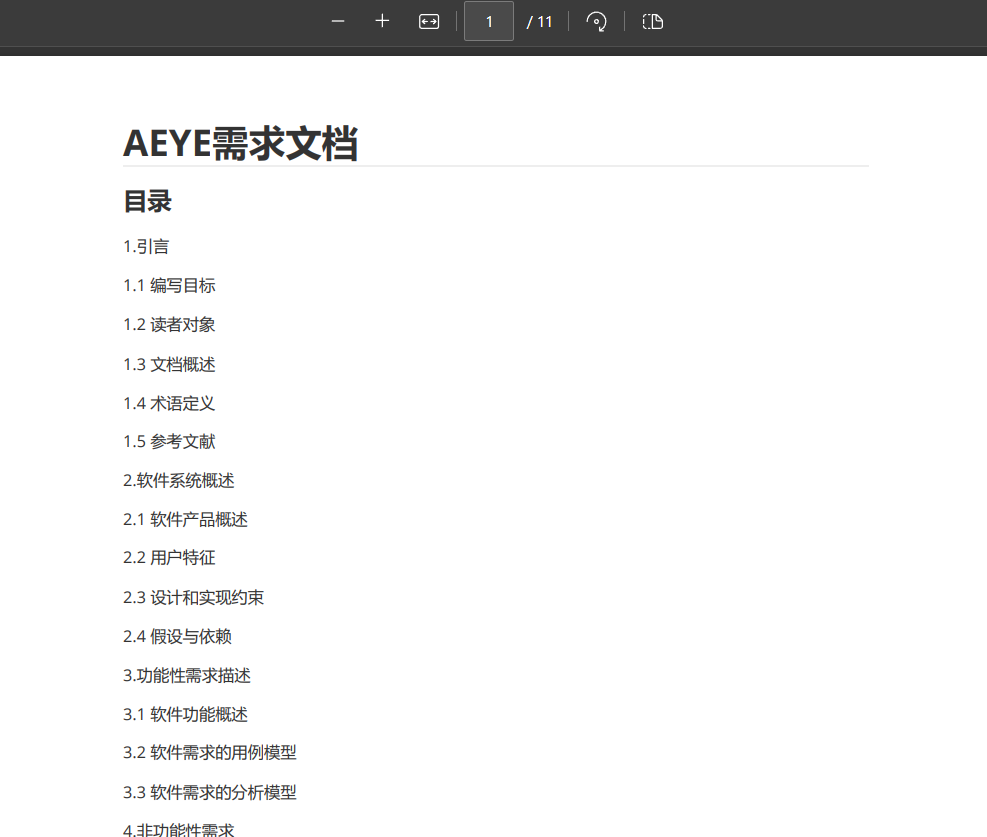 1 / 11
AEYE需求文档
目录
1.引言
1.1 编写目标
1.2 读者对象
1.3 文档概述
1.4 术语定义
1.5 参考文献
2.软件系统概述
2.1 软件产品概述
2.2 用户特征
2.3 设计和实现约束
2.4 假设与依赖
3.功能性需求描述
3.1 软件功能概述
3.2 软件需求的用例模型
3.3 软件需求的分析模型
4.非功能性需求